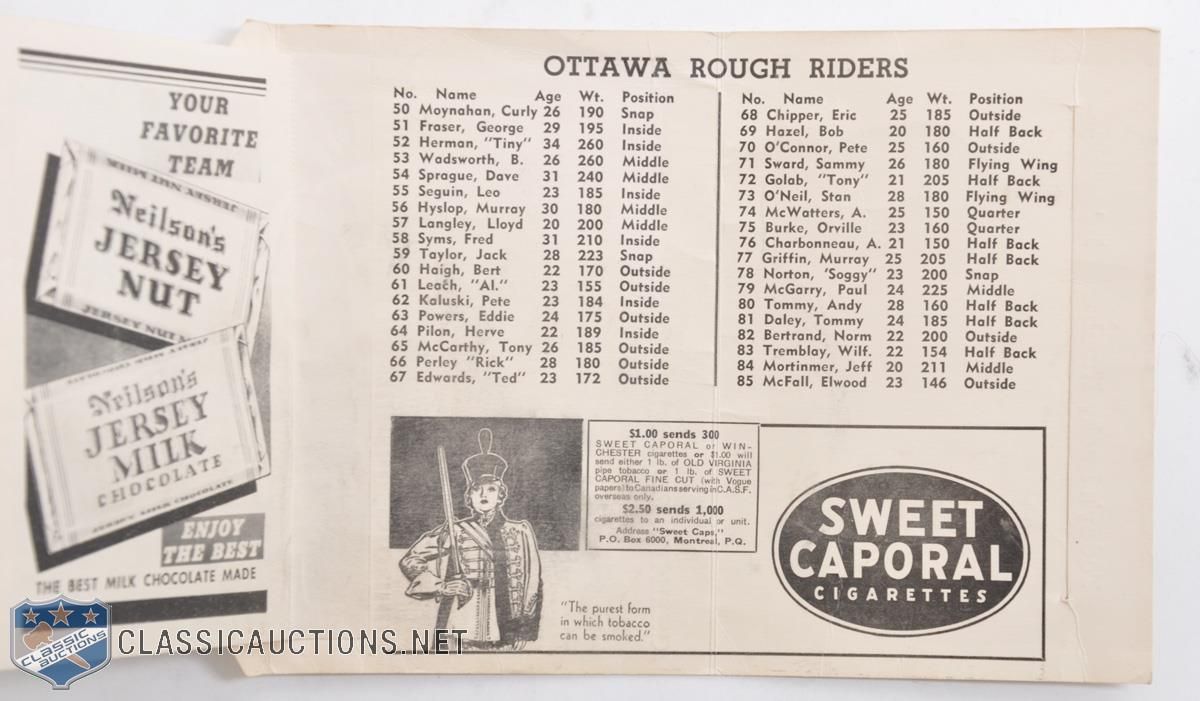 YOUR
FAVORITE
TEAM
JERSEY NUT MILK
Neilson's
JERSEY
NUT
JERSEY NUT
Neilson's
JERSEY
MILK
CHOCOLATE
JERSEY MILK CHOCOLATE
ENJOY
THE BEST
THE BEST MILK CHOCOLATE MADE
OTTAWA ROUGH RIDERS
No. Name Age Wt. Position
50 Moynahan, Curly 26 190 Snap
51 Fraser, George 29 195 Inside
52 Herman, "Tiny" 34 260 Inside
53 Wadsworth, B. 26 260 Middle
54 Sprague, Dave 31 240 Middle
55 Seguin, Leo 23 185 Inside
56 Hyslop, Murray 30 180 Middle
57 Langley, Lloyd 20 200 Middle
58 Syms, Fred 31 210 Inside
59 Taylor, Jack 28 223 Snap
60 Haigh, Bert 22 170 Outside
61 Leach, "Al." 23 155 Outside
62 Kaluski, Pete 23 184 Inside
63 Powers, Eddie 24 175 Outside
64 Pilon, Herve 22 189 Inside
65 McCarthy, Tony 26 185 Outside
66 Perley "Rick" 28 180 Outside
67 Edwards, "Ted" 23 172 Outside
No. Name Age Wt. Position
68 Chipper, Eric 25 185 Outside
69 Hazel, Bob 20 180 Half Back
70 O'Connor, Pete 25 160 Outside
71 Sward, Sammy 26 180 Flying Wing
72 Golab, "Tony" 21 205 Half Back
73 O'Neil, Stan 28 180 Flying Wing
74 McWatters, A. 25 150 Quarter
75 Burke, Orville 23 160 Quarter
76 Charbonneau, A. 21 150 Half Back
77 Griffin, Murray 25 205 Half Back
78 Norton, 'Soggy" 23 200 Snap
79 McGarry, Paul 24 225 Middle
80 Tommy, Andy 28 160 Half Back
81 Daley, Tommy 24 185 Half Back
82 Bertrand, Norm 22 200 Outside
83 Tremblay, Wilf. 22 154 Half Back
84 Mortinmer, Jeff 20 211 Middle
85 McFall, Elwood 23 146 Outside
$1.00 sends 300
SWEET CAPORAL or WIN-
CHESTER cigarettes or $1.00 will
send either 1 lb. of OLD VIRGINIA
pipe tobacco or 1 lb. of SWEET
CAPORAL FINE CUT (with Vogue
papers) to Canadians serving in C.A.S.F.
overseas only.
$2.50 sends 1,000
cigarettes to an individual or unit.
Address "Sweet Caps,"
P.O. Box 6000, Montreal, P.Q.
"The purest form
in which tobacco
can be smoked."
SWEET
CAPORAL
CIGARETTES
CLASSIC
AUCTIONS
CLASSICAUCTIONS.NET